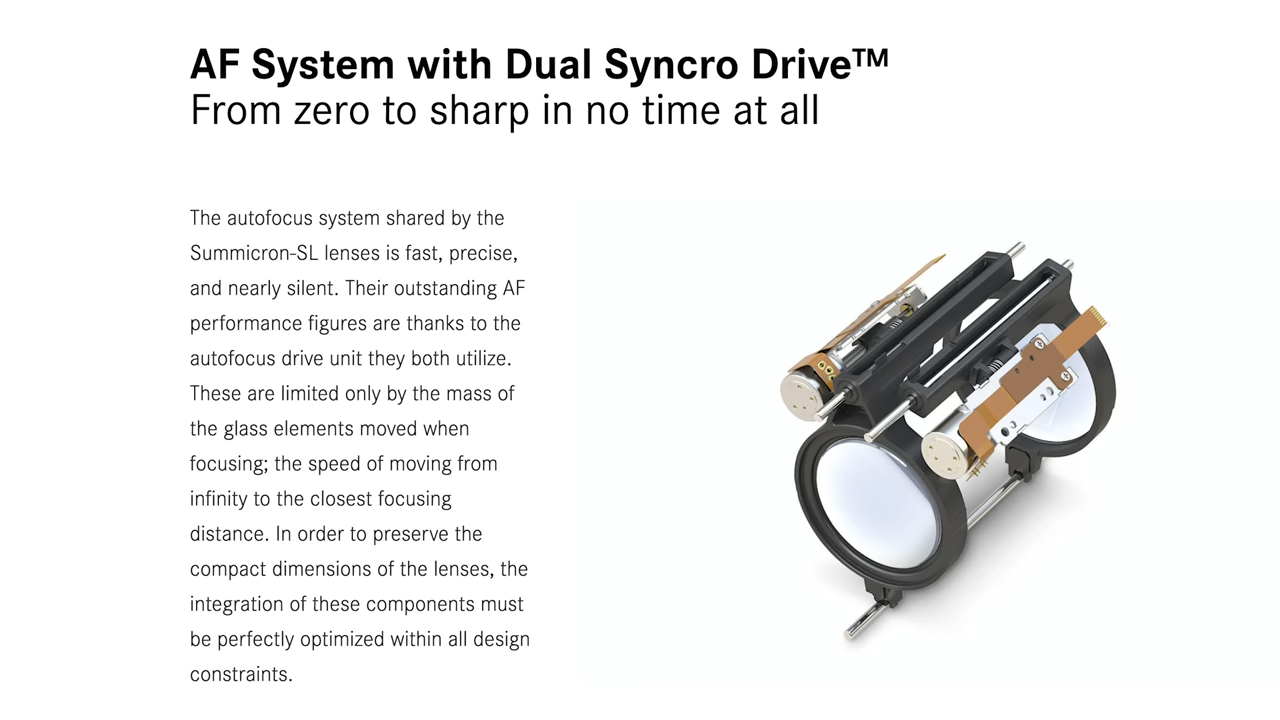 AF System with Dual Syncro Drive™
From zero to sharp in no time at all
The autofocus system shared by the
Summicron-SL lenses is fast, precise,
and nearly silent. Their outstanding AF
performance figures are thanks to the
autofocus drive unit they both utilize.
These are limited only by the mass of
the glass elements moved when
focusing; the speed of moving from
infinity to the closest focusing
distance. In order to preserve the
compact dimensions of the lenses, the
integration of these components must
be perfectly optimized within all design
constraints.